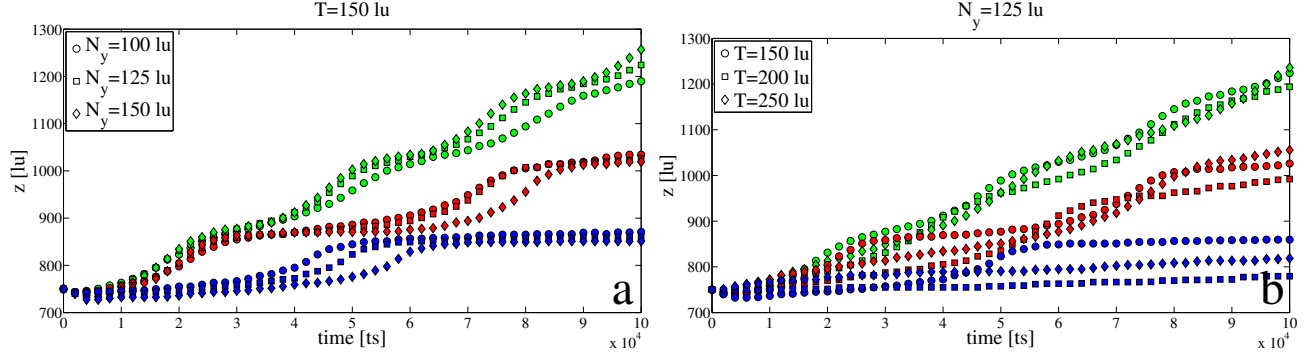 T=150 lu
1300
1200
1100
1000
900
800
700
z [lu]
N_y=100 lu
N_y=125 lu
N_y=150 lu
a
0 1 2 3 4 5 6 7 8 9 10
time [ts]
x 10^4
N_y=125 lu
1300
1200
1100
1000
900
800
700
z [lu]
T=150 lu
T=200 lu
T=250 lu
b
0 1 2 3 4 5 6 7 8 9 10
time [ts]
x 10^4